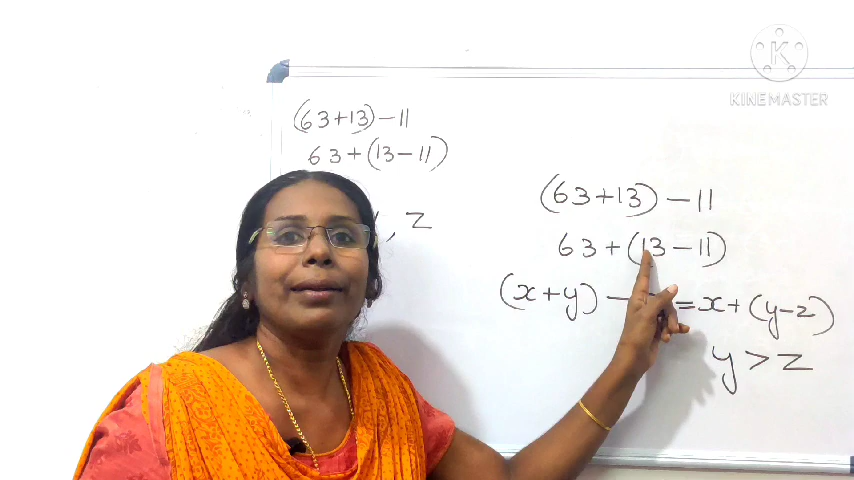 KINEMASTER
(63+13)-11
63+(13-11)
, z
(63+13)-11
63+(13-11)
(x+y) - = x+(y-z)
y > z